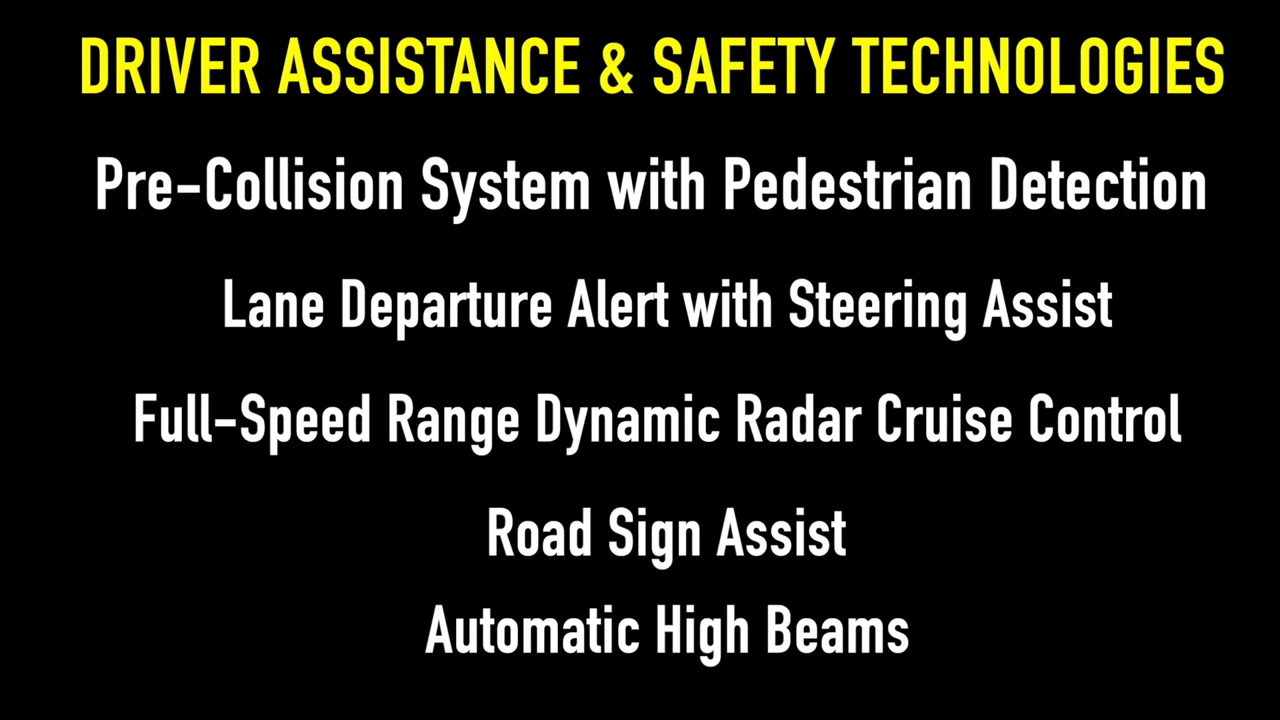 DRIVER ASSISTANCE & SAFETY TECHNOLOGIES
Pre-Collision System with Pedestrian Detection
Lane Departure Alert with Steering Assist
Full-Speed Range Dynamic Radar Cruise Control
Road Sign Assist
Automatic High Beams